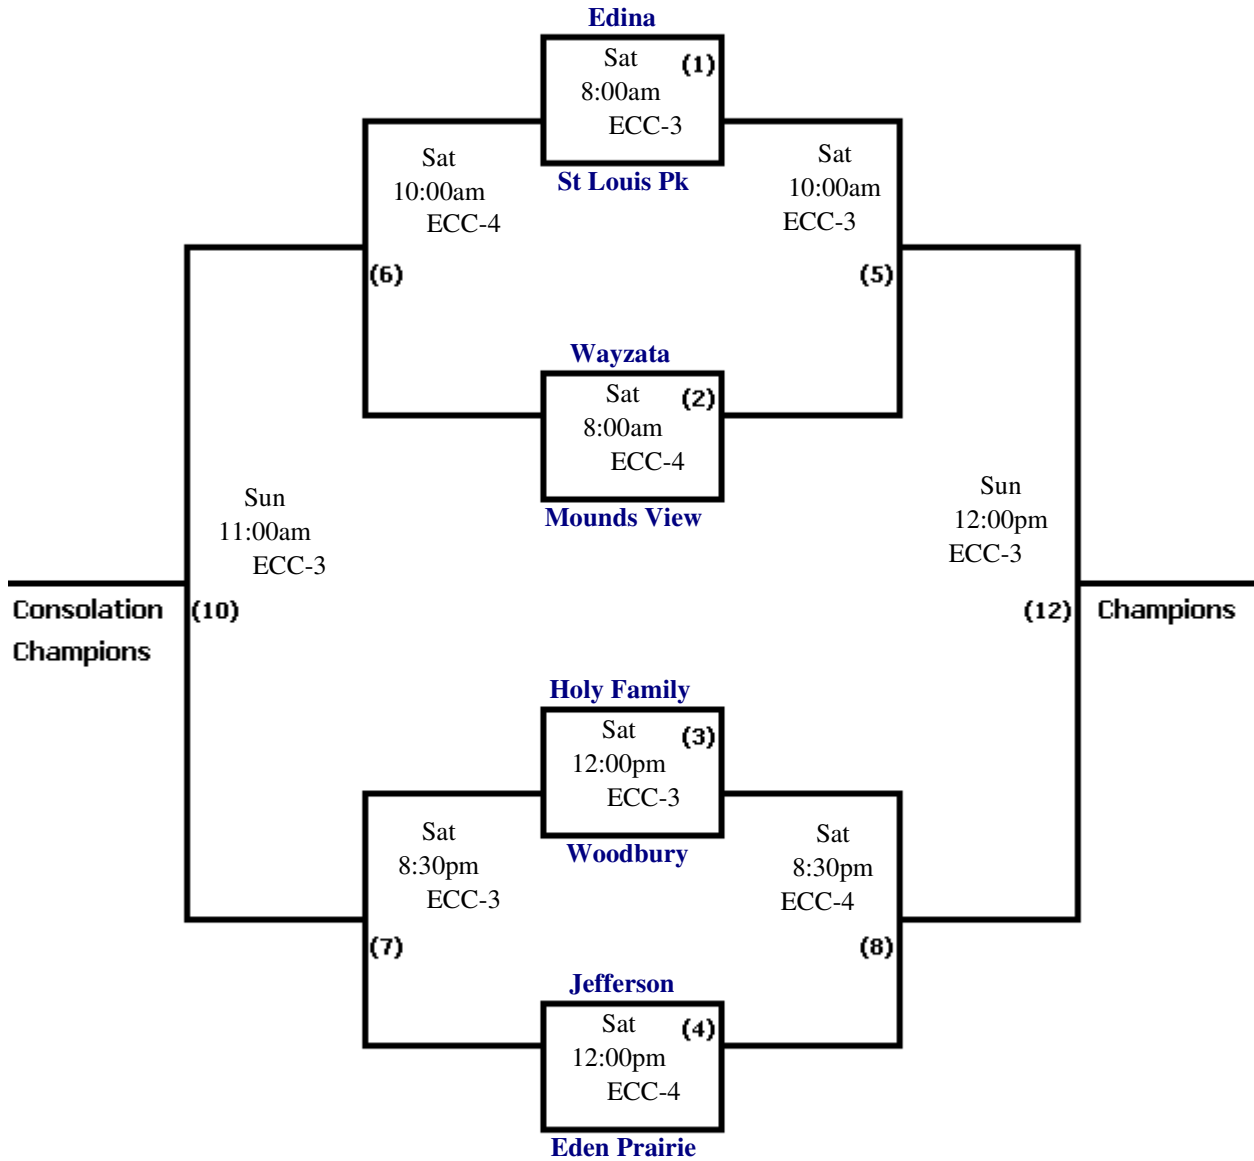 Edina
Sat (1)
8:00am
ECC-3
St Louis Pk
Sat
10:00am
ECC-4
(6)
Sat
10:00am
ECC-3
(5)
Wayzata
Sat (2)
8:00am
ECC-4
Mounds View
Sun
11:00am
ECC-3
Consolation
Champions
(10)
Sun
12:00pm
ECC-3
(12)
Champions
Holy Family
Sat (3)
12:00pm
ECC-3
Woodbury
Sat
8:30pm
ECC-3
(7)
Sat
8:30pm
ECC-4
(8)
Jefferson
Sat (4)
12:00pm
ECC-4
Eden Prairie